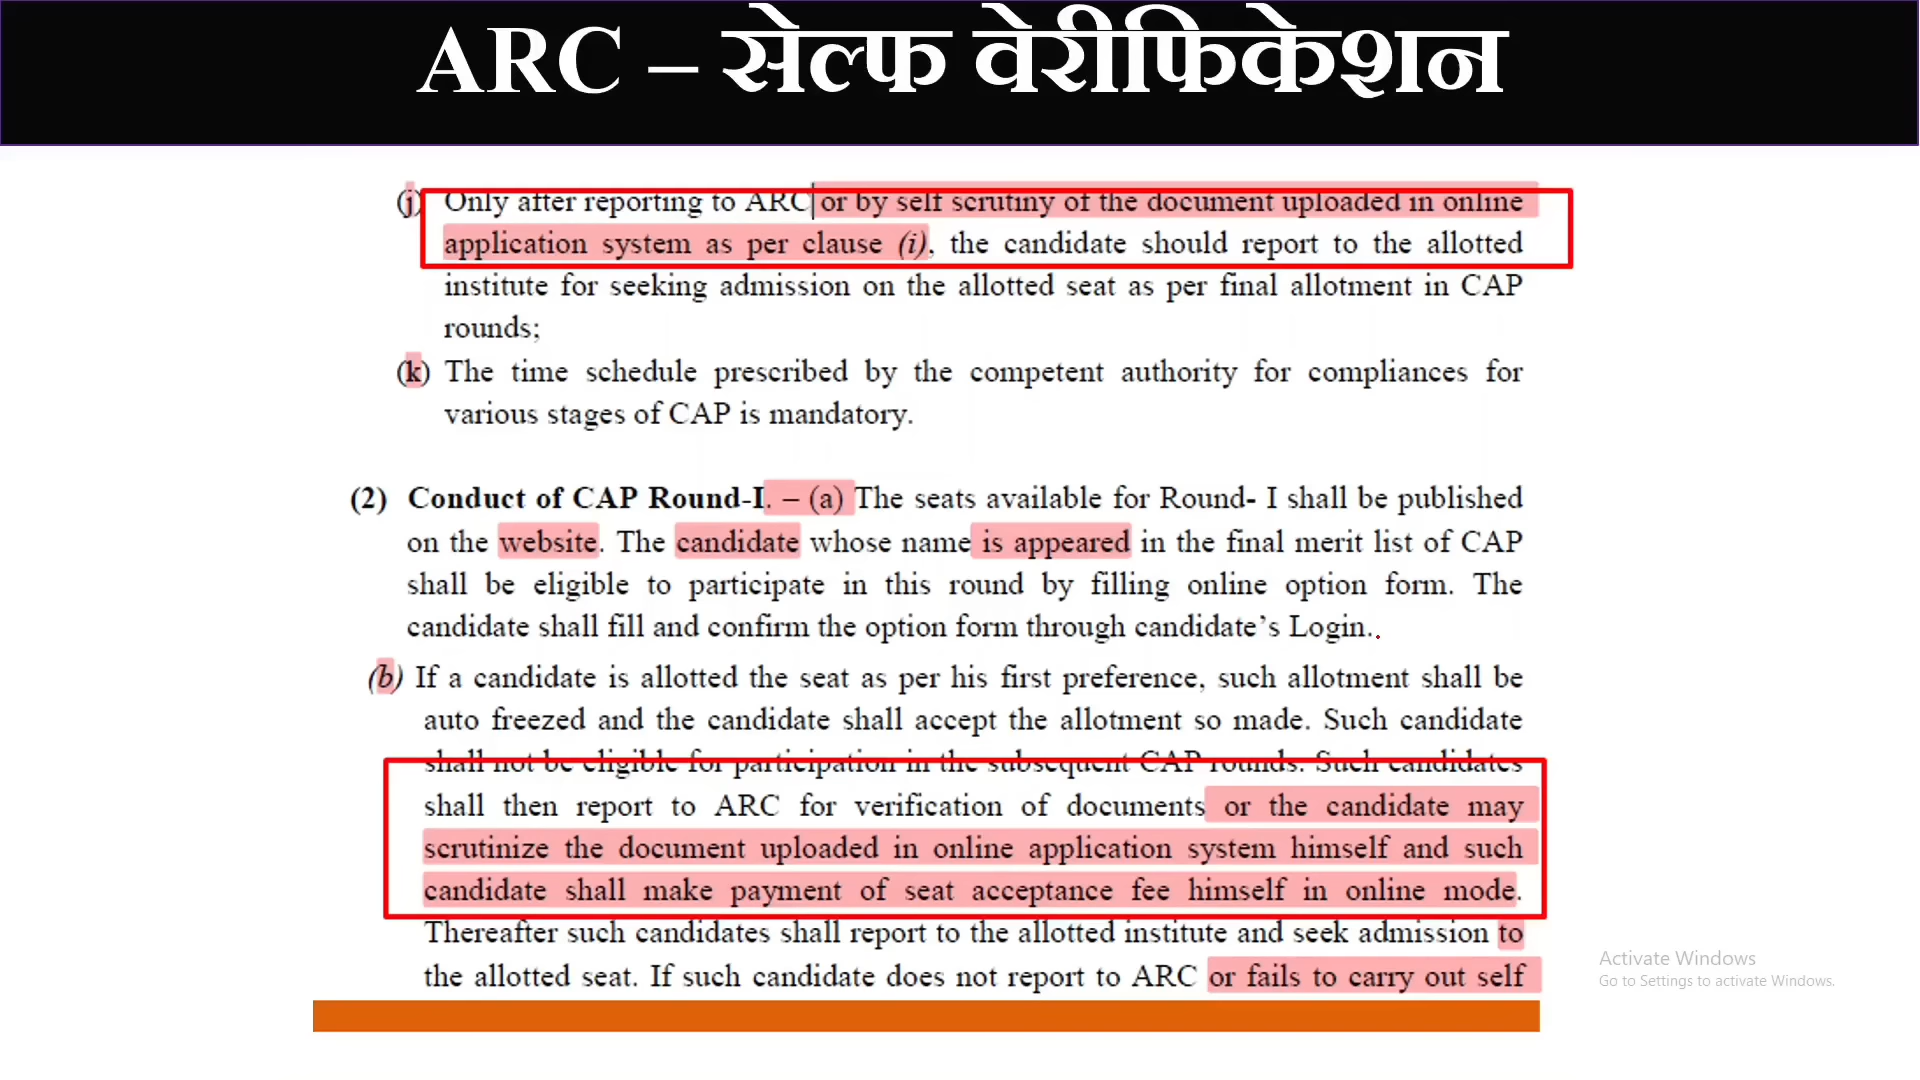 ARC – सेल्फ वेरीफिकेशन
(j) Only after reporting to ARC or by self scrutiny of the document uploaded in online
application system as per clause (i), the candidate should report to the allotted
institute for seeking admission on the allotted seat as per final allotment in CAP
rounds;
(k) The time schedule prescribed by the competent authority for compliances for
various stages of CAP is mandatory.
(2) Conduct of CAP Round-I. – (a) The seats available for Round- I shall be published
on the website. The candidate whose name is appeared in the final merit list of CAP
shall be eligible to participate in this round by filling online option form. The
candidate shall fill and confirm the option form through candidate’s Login..
(b) If a candidate is allotted the seat as per his first preference, such allotment shall be
auto freezed and the candidate shall accept the allotment so made. Such candidate
shall not be eligible for participation in the subsequent CAP rounds. Such candidates
shall then report to ARC for verification of documents or the candidate may
scrutinize the document uploaded in online application system himself and such
candidate shall make payment of seat acceptance fee himself in online mode.
Thereafter such candidates shall report to the allotted institute and seek admission to
the allotted seat. If such candidate does not report to ARC or fails to carry out self
Activate Windows
Go to Settings to activate Windows.